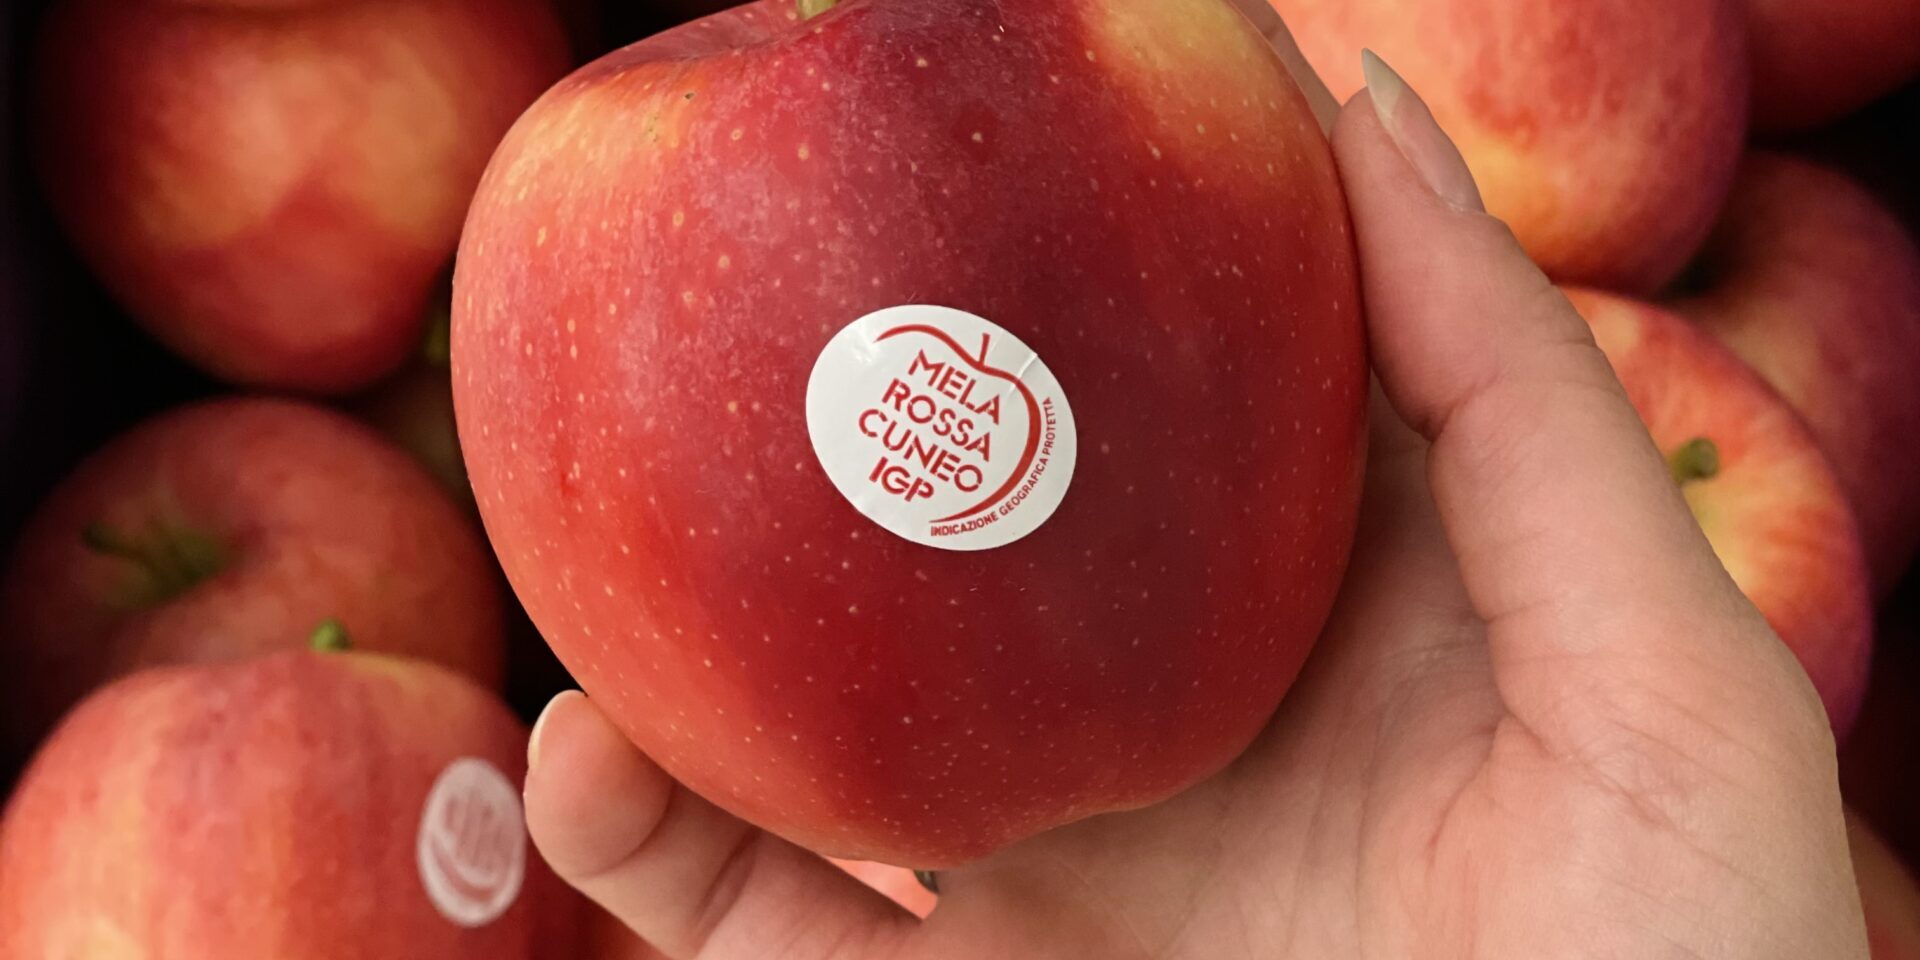 MELA
ROSSA
CUNEO
IGP
INDICAZIONE GEOGRAFICA PROTETTA